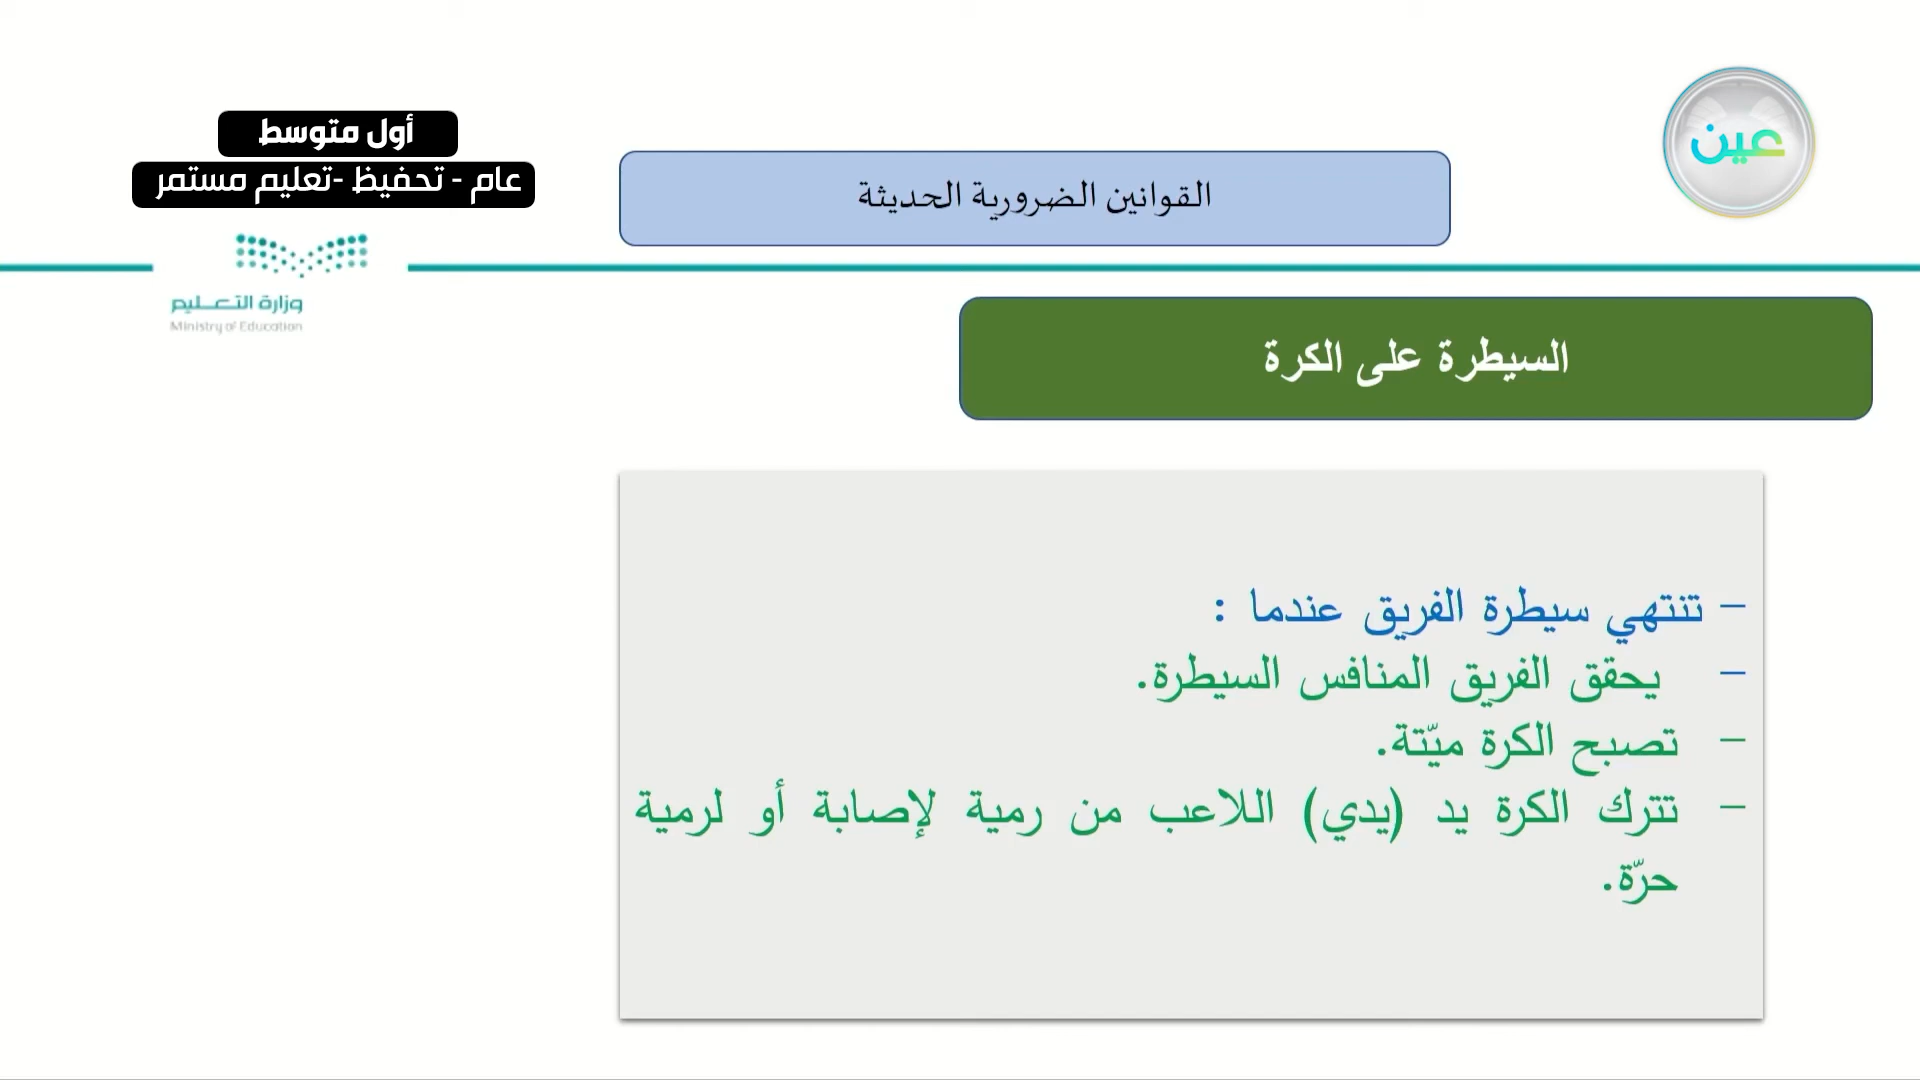 أول متوسط
عام - تحفيظ -تعليم مستمر
عين
القوانين الضرورية الحديثة
وزارة التعـــليم
Ministry of Education
السيطرة على الكرة
– تنتهي سيطرة الفريق عندما :
– يحقق الفريق المنافس السيطرة.
– تصبح الكرة ميّتة.
– تترك الكرة يد (يدي) اللاعب من رمية لإصابة أو لرمية
حرّة.